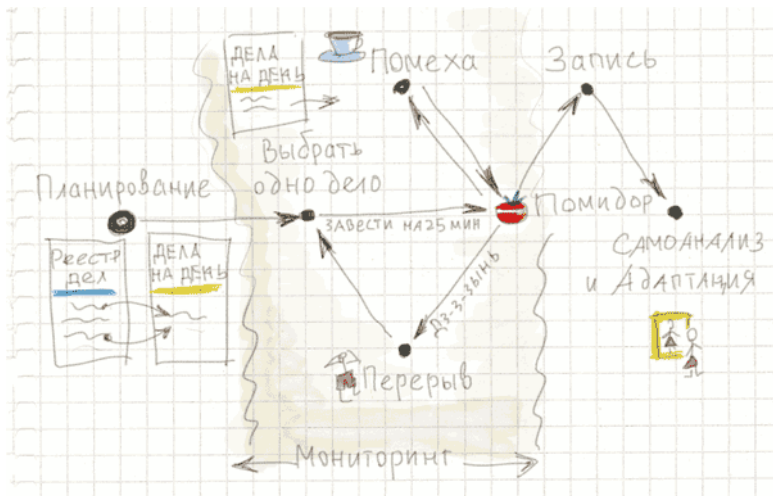 ДЕЛА
НА ДЕНЬ
Помеха
Запись
Выбрать
одно дело
Планирование
ЗАВЕСТИ НА 25 МИН
Помидор
Реестр
дел
ДЕЛА
НА ДЕНЬ
САМОАНАЛИЗ
и АДАПТАЦИЯ
ДЗ-З-ЗЫНЬ
Перерыв
Мониторинг